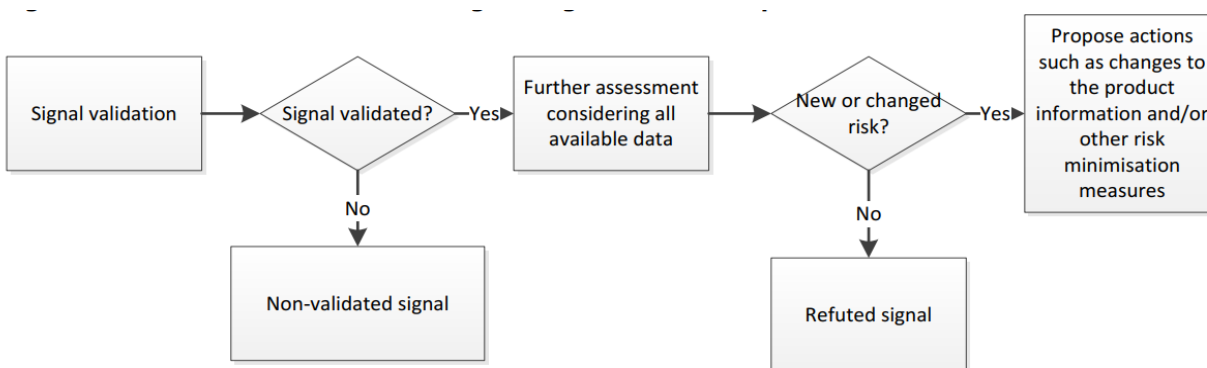 Signal validation
Signal validated?
Yes
No
Non-validated signal
Further assessment
considering all
available data
New or changed
risk?
Yes
No
Refuted signal
Propose actions
such as changes to
the product
information and/or
other risk
minimisation
measures